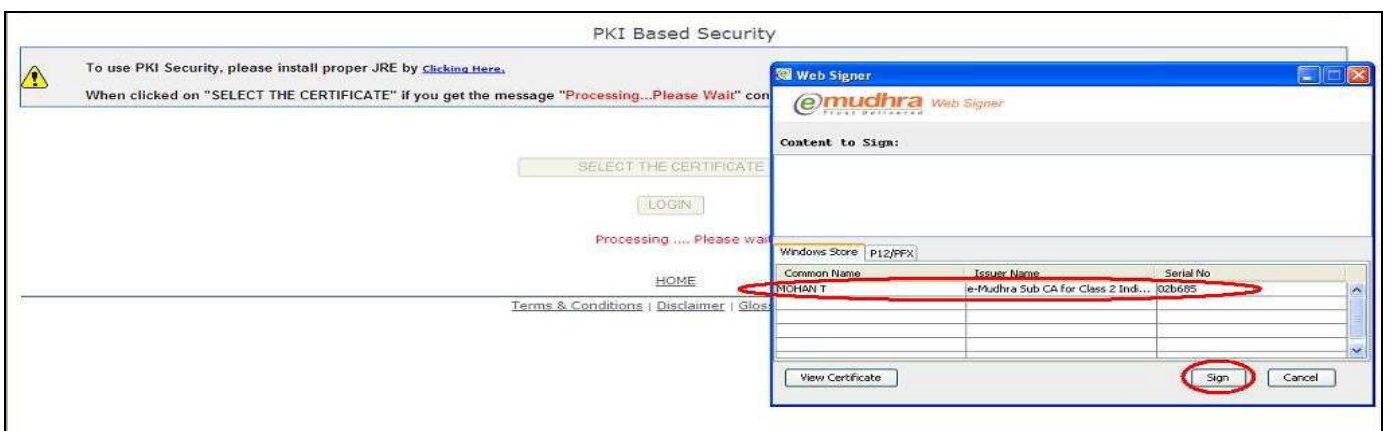 PKI Based Security
To use PKI Security, please install proper JRE by Clicking Here.
When clicked on "SELECT THE CERTIFICATE" if you get the message "Processing...Please Wait" con
SELECT THE CERTIFICATE
LOGIN
Processing .... Please wait
HOME
Terms & Conditions | Disclaimer | Glos
Web Signer
emudhra Web Signer
Trust Delivered
Content to Sign:
Windows Store P12/PFX
Common Name Issuer Name Serial No
MOHAN T e-Mudhra Sub CA for Class 2 Indi... 02b685
View Certificate Sign Cancel